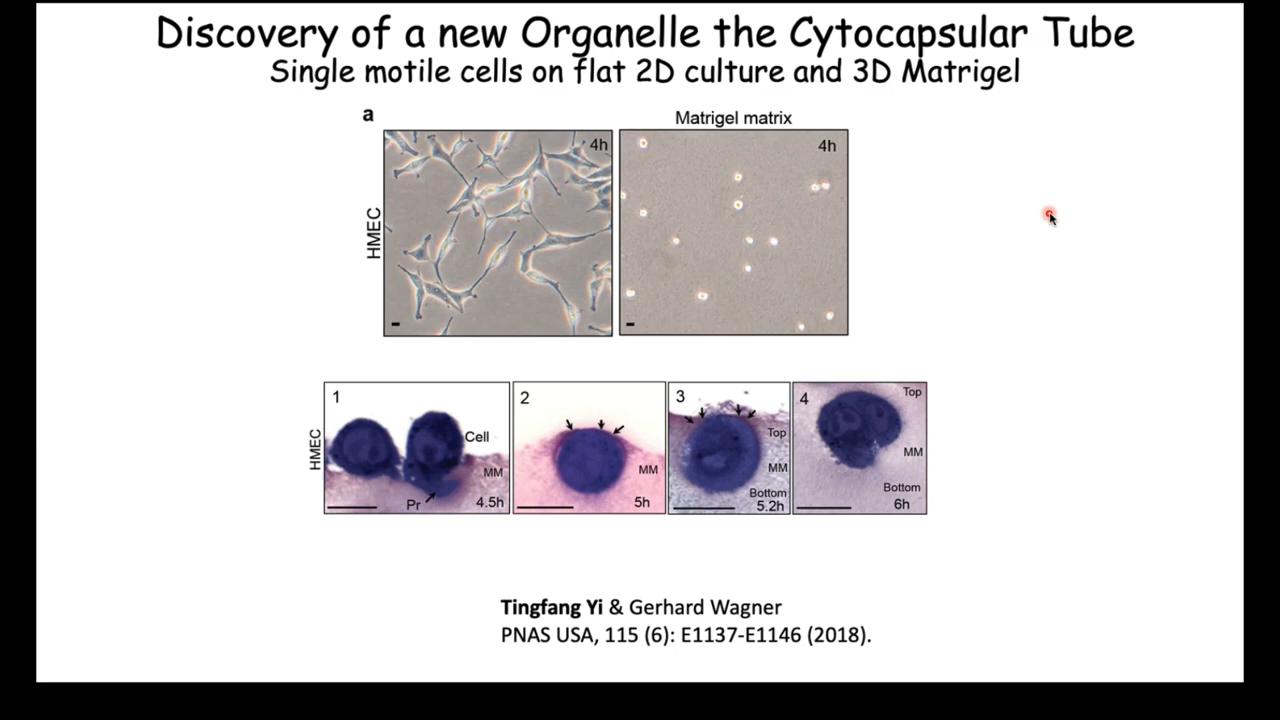 Discovery of a new Organelle the Cytocapsular Tube
Single motile cells on flat 2D culture and 3D Matrigel
a
Matrigel matrix
4h
4h
HMEC
HMEC
1
Cell
MM
Pr
4.5h
2
MM
5h
3
Top
MM
Bottom
5.2h
4
Top
MM
Bottom
6h
Tingfang Yi & Gerhard Wagner
PNAS USA, 115 (6): E1137-E1146 (2018).